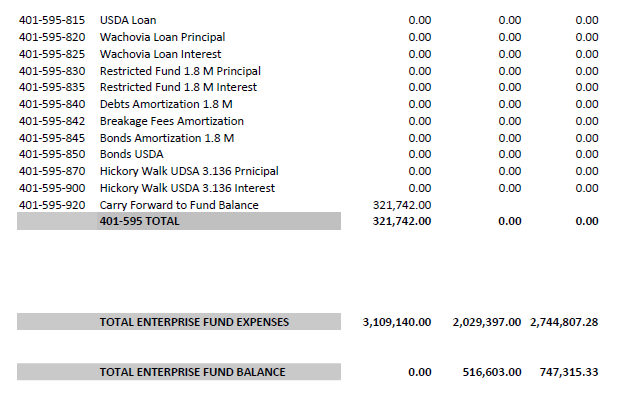 401-595-815 USDA Loan 0.00 0.00 0.00
401-595-820 Wachovia Loan Principal 0.00 0.00 0.00
401-595-825 Wachovia Loan Interest 0.00 0.00 0.00
401-595-830 Restricted Fund 1.8 M Principal 0.00 0.00 0.00
401-595-835 Restricted Fund 1.8 M Interest 0.00 0.00 0.00
401-595-840 Debts Amortization 1.8 M 0.00 0.00 0.00
401-595-842 Breakage Fees Amortization 0.00 0.00 0.00
401-595-845 Bonds Amortization 1.8 M 0.00 0.00 0.00
401-595-850 Bonds USDA 0.00 0.00 0.00
401-595-870 Hickory Walk UDSA 3.136 Prnicipal 0.00 0.00 0.00
401-595-900 Hickory Walk USDA 3.136 Interest 0.00 0.00 0.00
401-595-920 Carry Forward to Fund Balance 321,742.00
401-595 TOTAL 321,742.00 0.00 0.00
TOTAL ENTERPRISE FUND EXPENSES 3,109,140.00 2,029,397.00 2,744,807.28
TOTAL ENTERPRISE FUND BALANCE 0.00 516,603.00 747,315.33